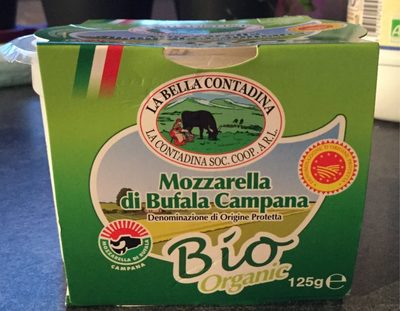 LA BELLA CONTADINA
LA CONTADINA SOC. COOP. A R.L.
Mozzarella
di Bufala Campana
Denominazione di Origine Protetta
MOZZARELLA DI BUFALA
CAMPANA
Bio
Organic
125g e